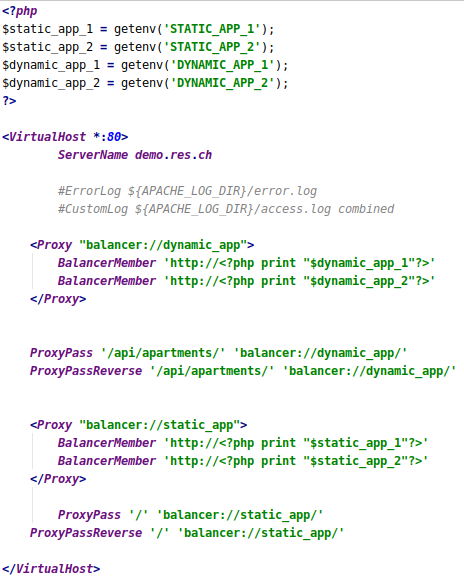 <?php
$static_app_1 = getenv('STATIC_APP_1');
$static_app_2 = getenv('STATIC_APP_2');
$dynamic_app_1 = getenv('DYNAMIC_APP_1');
$dynamic_app_2 = getenv('DYNAMIC_APP_2');
?>
<VirtualHost *:80>
ServerName demo.res.ch
#ErrorLog ${APACHE_LOG_DIR}/error.log
#CustomLog ${APACHE_LOG_DIR}/access.log combined
<Proxy "balancer://dynamic_app">
BalancerMember 'http://<?php print "$dynamic_app_1"?>'
BalancerMember 'http://<?php print "$dynamic_app_2"?>'
</Proxy>
ProxyPass '/api/apartments/' 'balancer://dynamic_app/'
ProxyPassReverse '/api/apartments/' 'balancer://dynamic_app/'
<Proxy "balancer://static_app">
BalancerMember 'http://<?php print "$static_app_1"?>'
BalancerMember 'http://<?php print "$static_app_2"?>'
</Proxy>
ProxyPass '/' 'balancer://static_app/'
ProxyPassReverse '/' 'balancer://static_app/'
</VirtualHost>